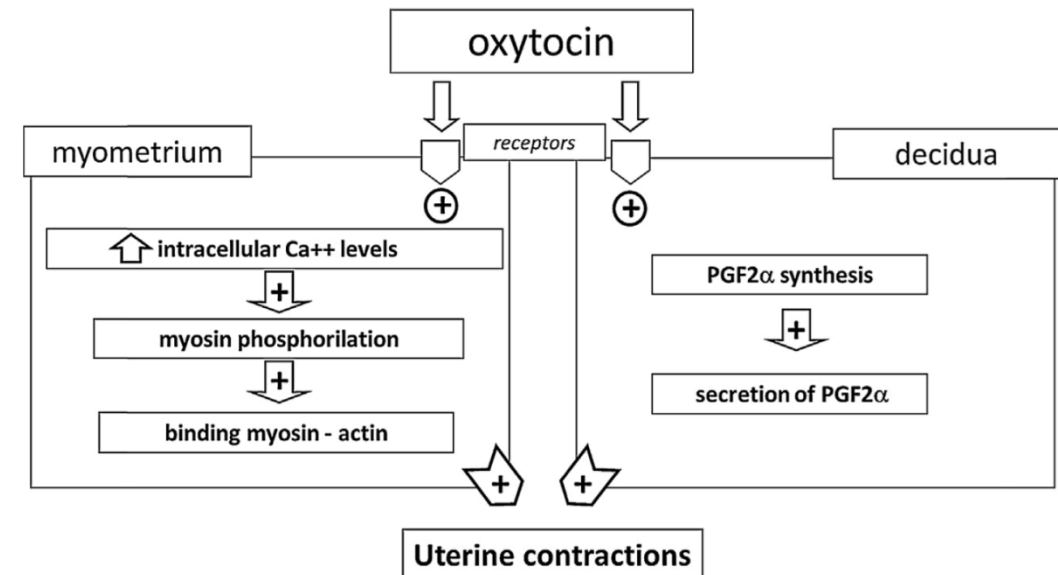 oxytocin
receptors
myometrium
decidua
+
+
intracellular Ca++ levels
+
myosin phosphorilation
+
binding myosin - actin
PGF2α synthesis
+
secretion of PGF2α
+
+
Uterine contractions